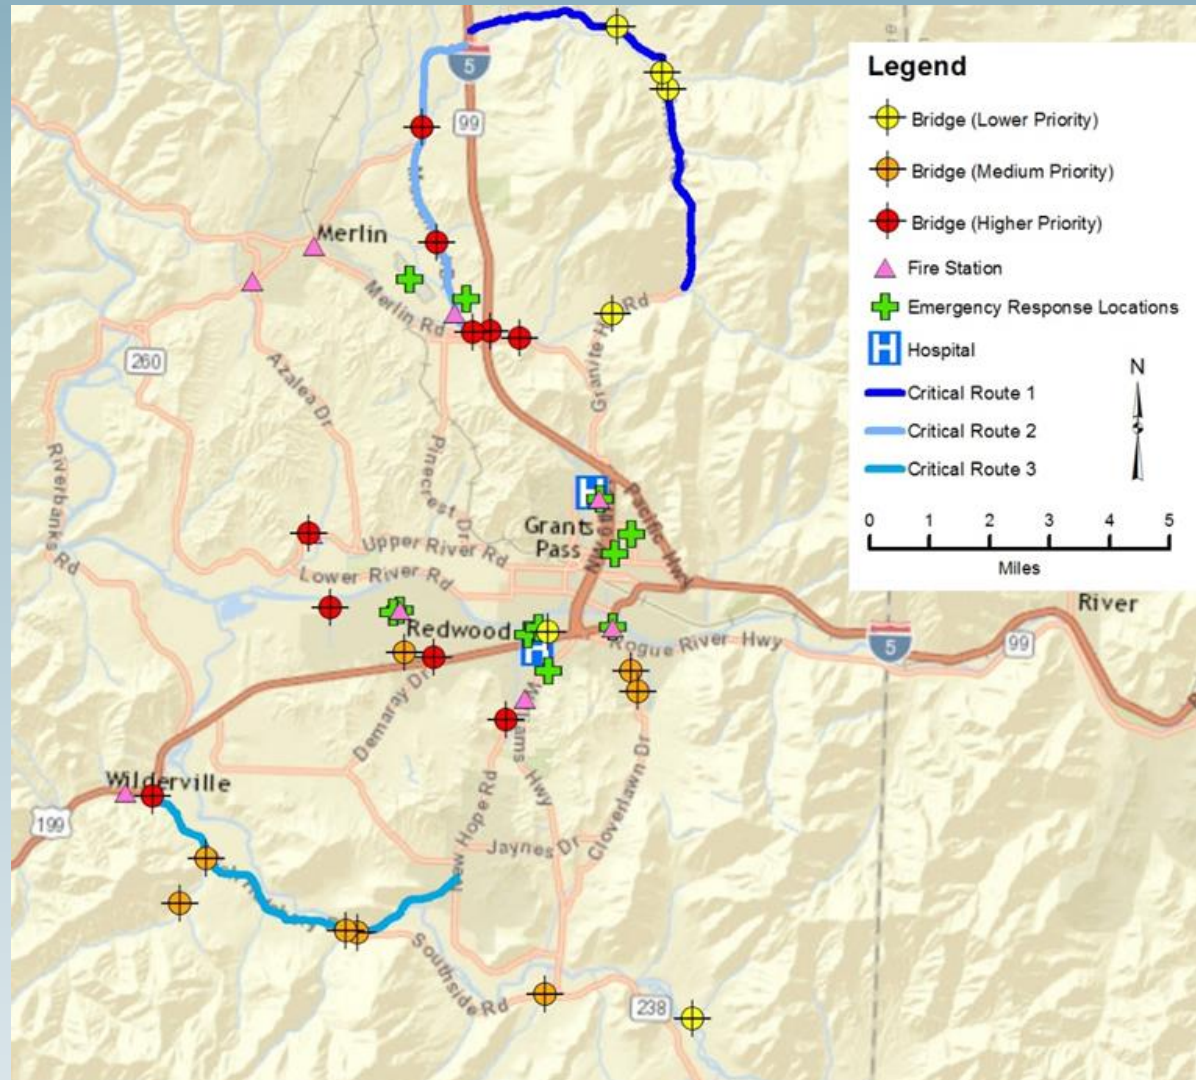 Legend
Bridge (Lower Priority)
Bridge (Medium Priority)
Bridge (Higher Priority)
Fire Station
Emergency Response Locations
H Hospital
Critical Route 1
Critical Route 2
Critical Route 3
N
0 1 2 3 4 5
Miles
5
99
Merlin
Merlin Rd
Rd
260
Azalea Dr
Pinecrest Dr
Riverbanks Rd
H
Grants
Pass
Pacific Hwy
Upper River Rd
Lower River Rd
Redwood
H
Rogue River Hwy
5
99
River
Demaray Dr
Hwy
Cloverlawn Dr
New Hope Rd
Jaynes Dr
Wilderville
199
Southside Rd
238